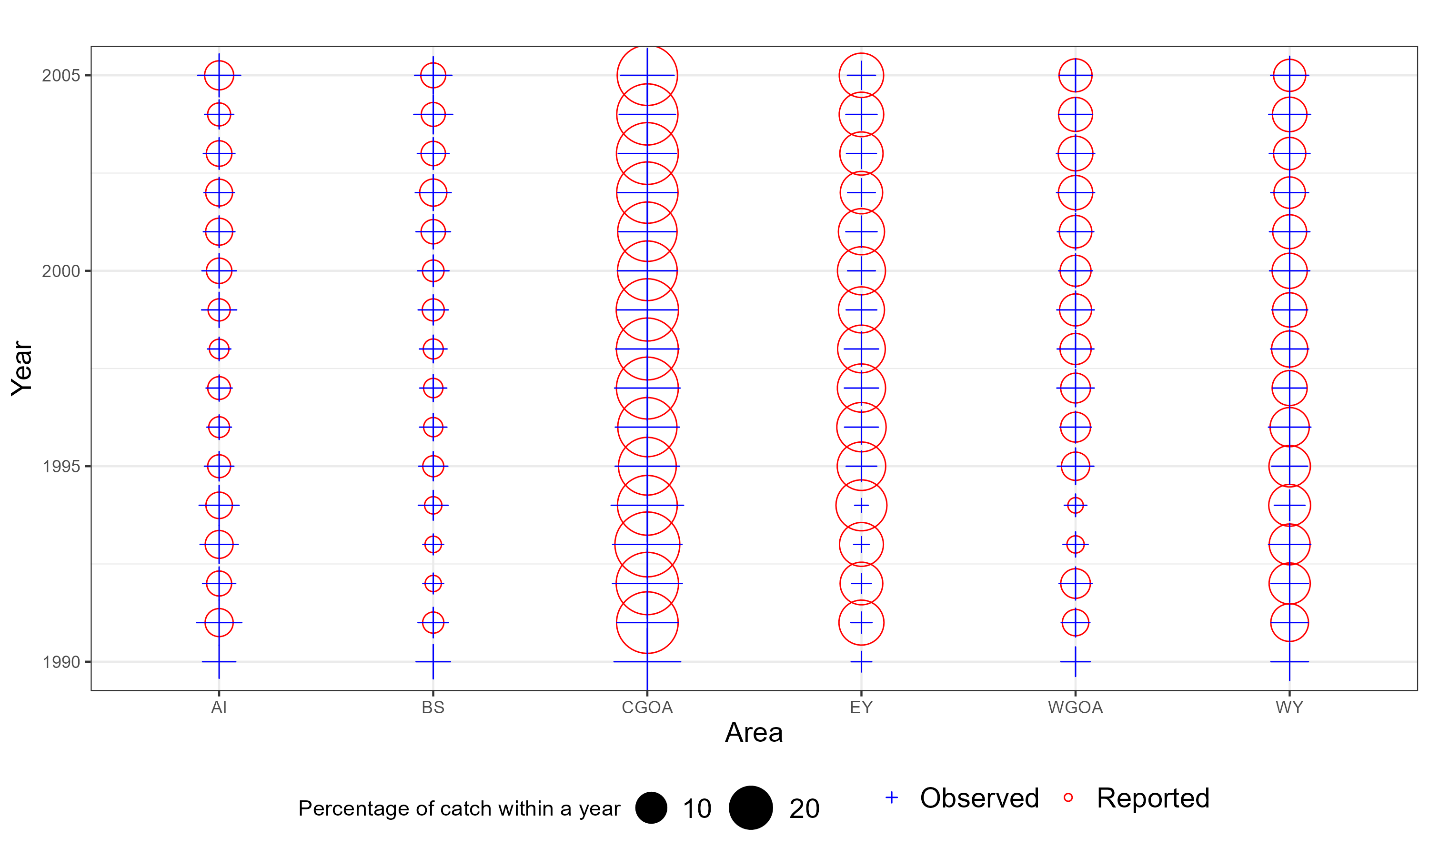 2005
2000
1995
1990
Year
AI BS CGOA EY WGOA WY
Area
Percentage of catch within a year 10 20 Observed Reported